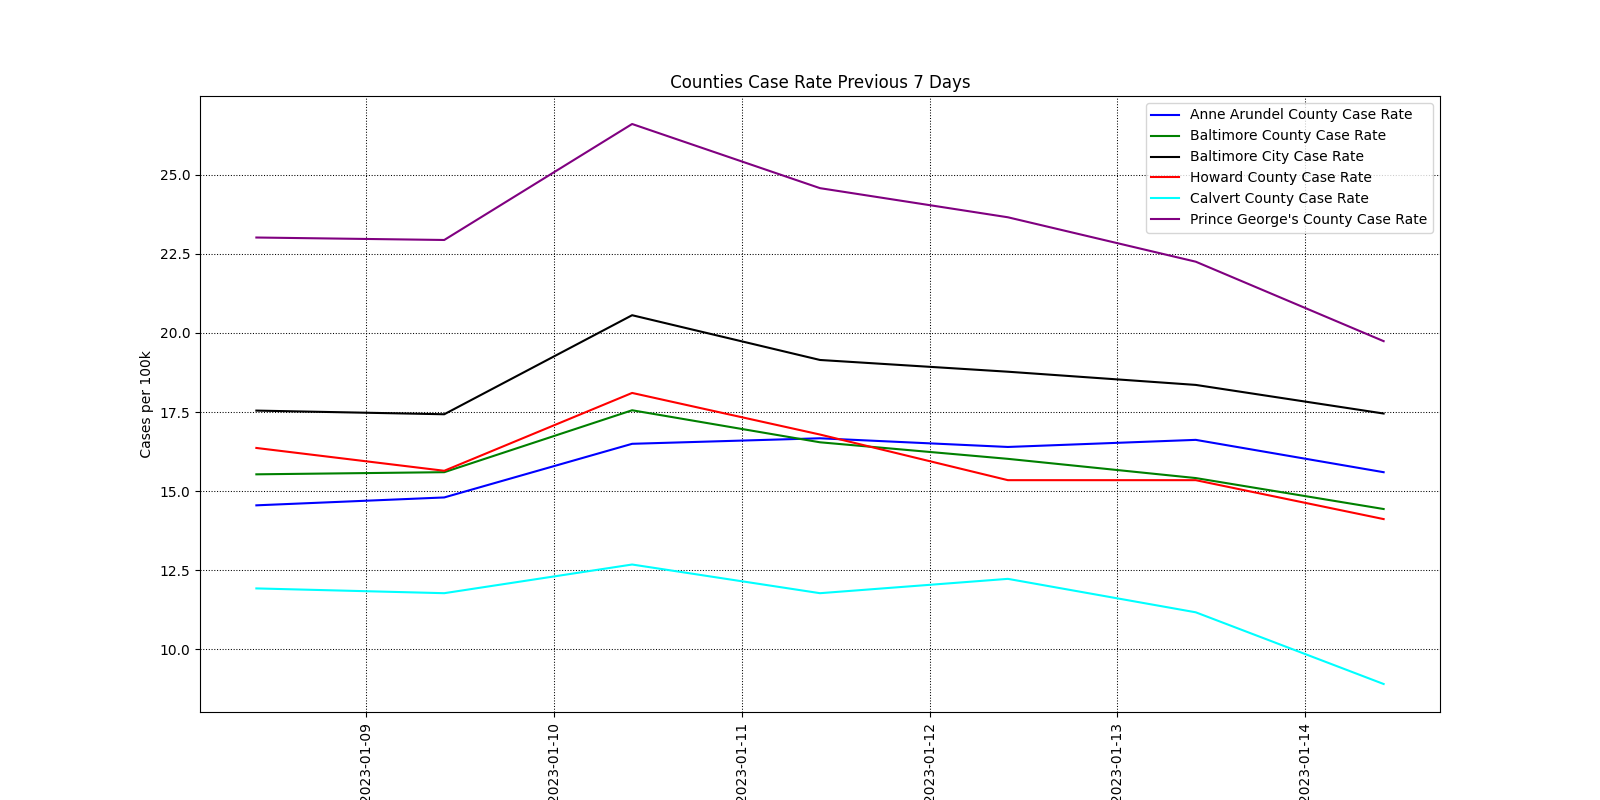 Counties Case Rate Previous 7 Days
Anne Arundel County Case Rate
Baltimore County Case Rate
Baltimore City Case Rate
Howard County Case Rate
Calvert County Case Rate
Prince George's County Case Rate
Cases per 100k
25.0
22.5
20.0
17.5
15.0
12.5
10.0
2023-01-09
2023-01-10
2023-01-11
2023-01-12
2023-01-13
2023-01-14